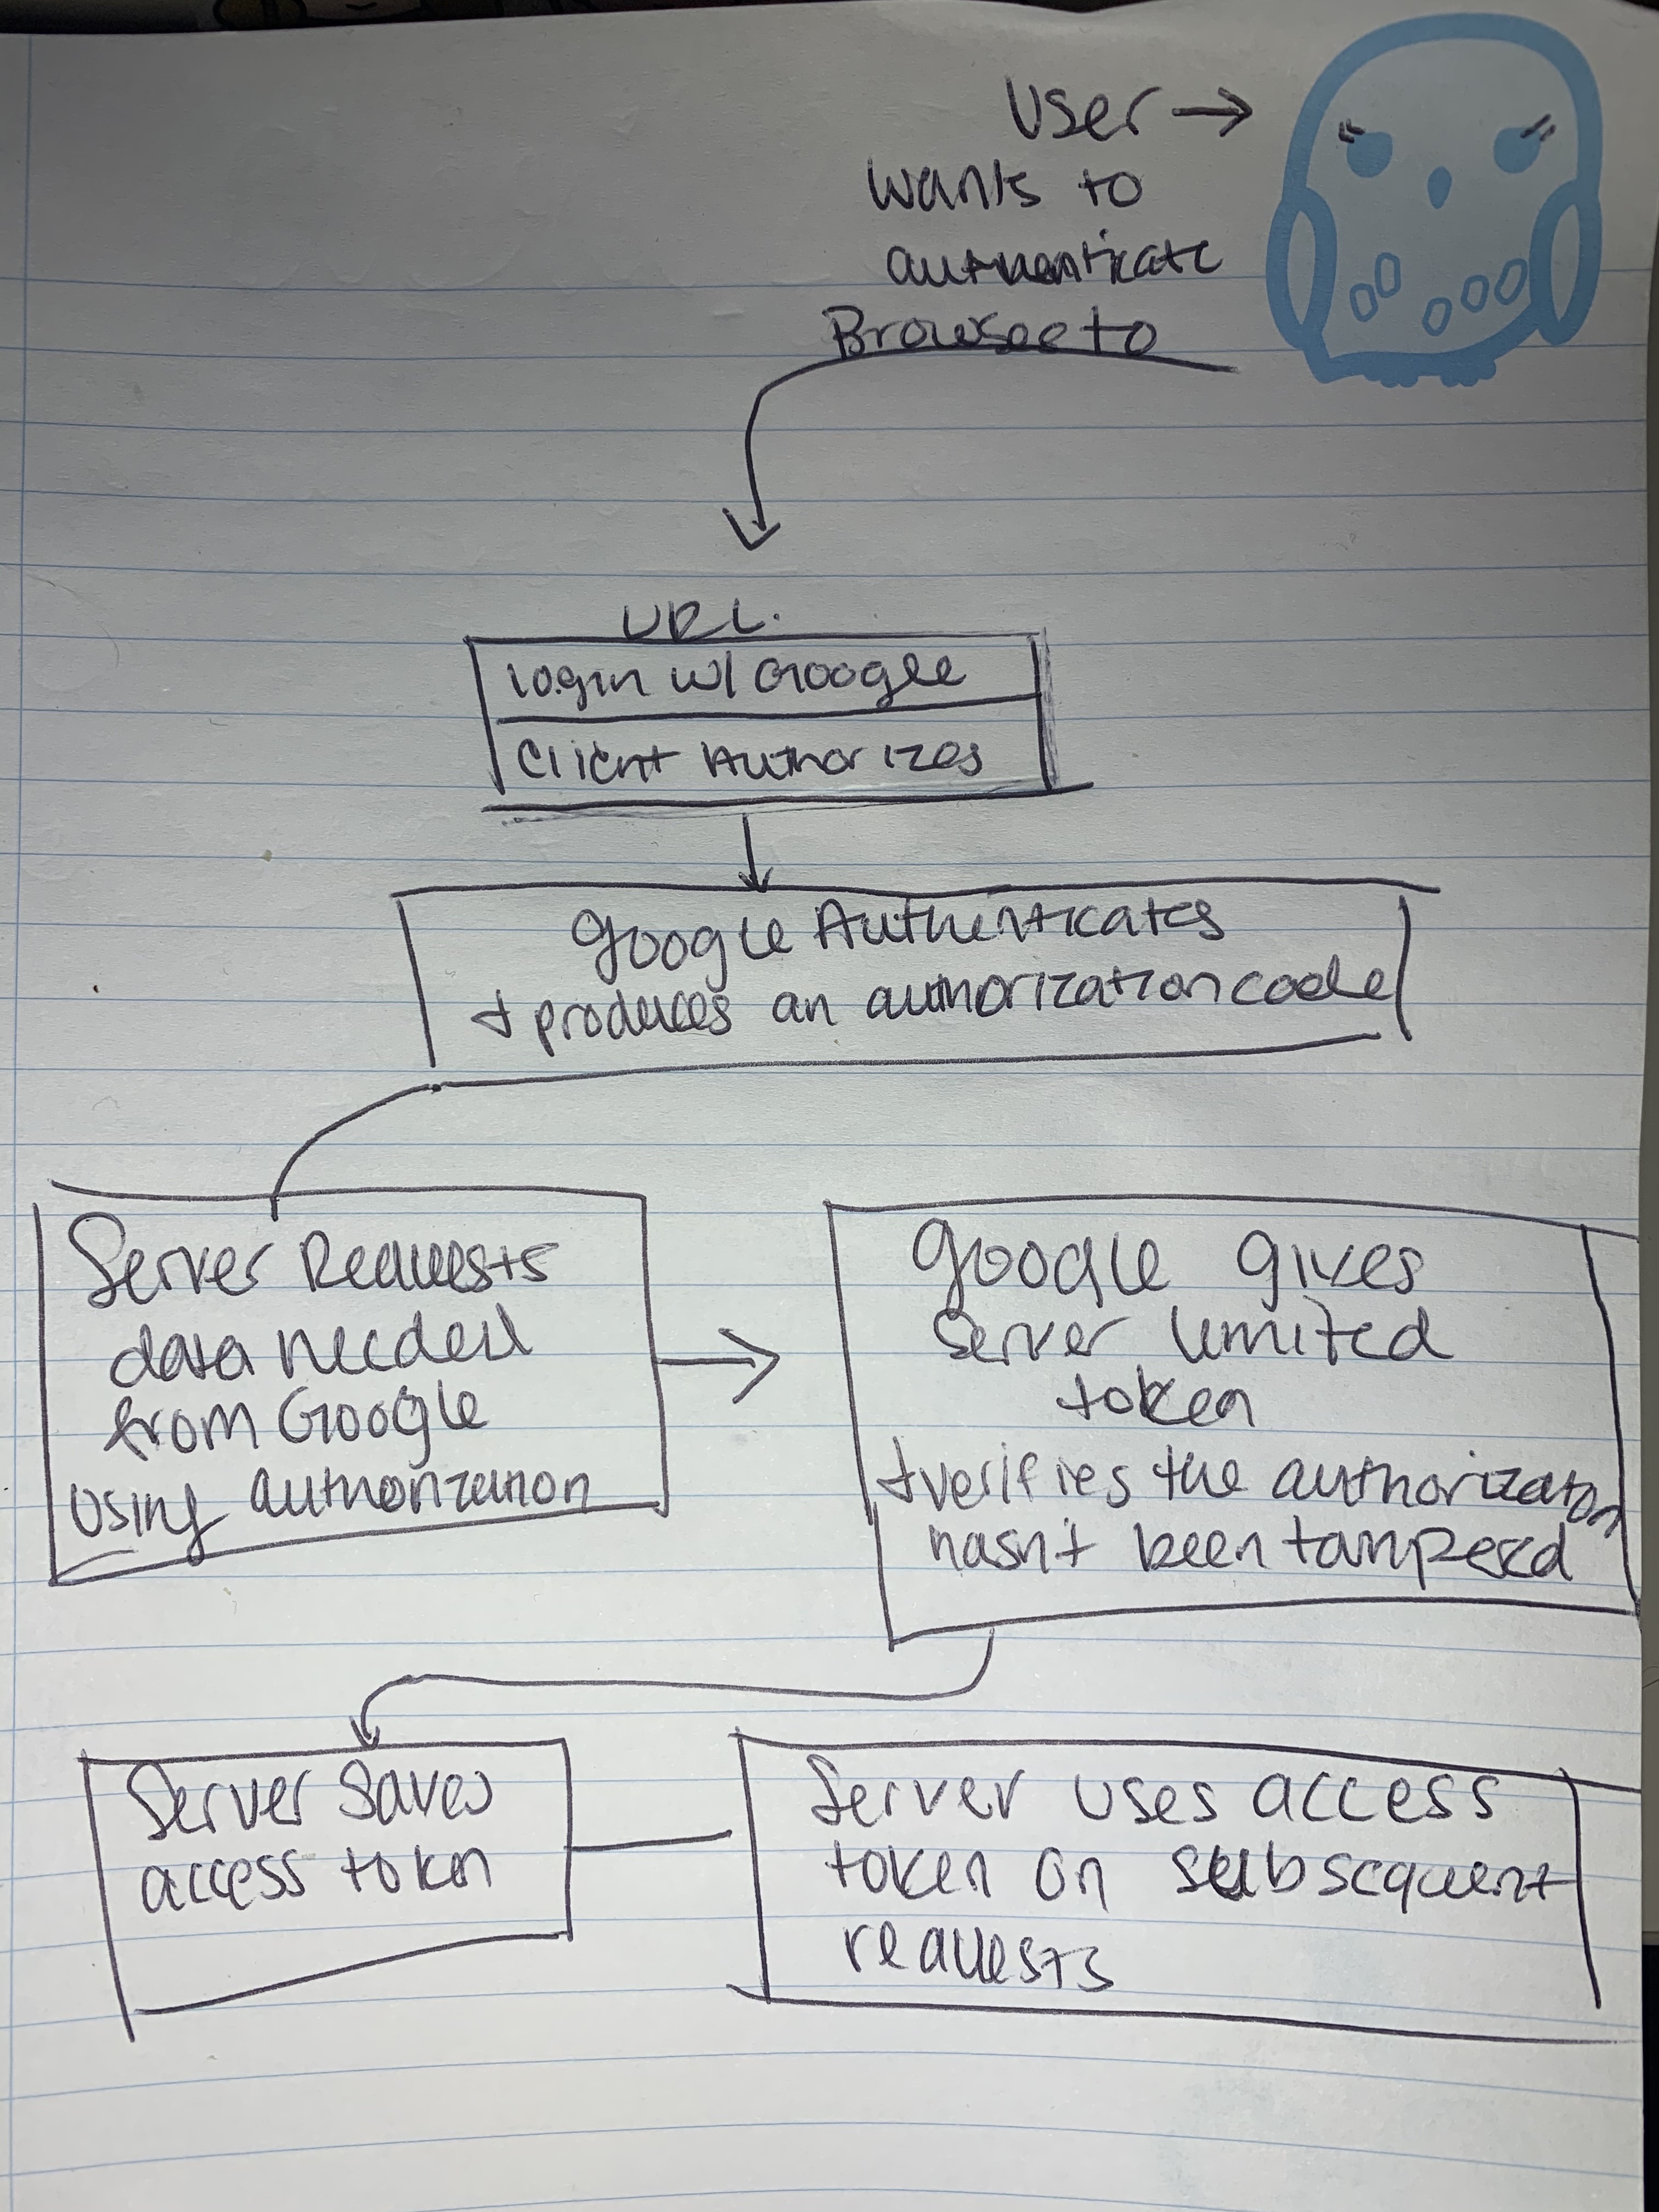 User →
wants to
authenticate
Browse to
URL.
login w/ Google
Client Authorizes
Google Authenticates
+ produces an authorization code
Server Requests
data needed
from Google
using authorization
Google gives
Server limited
token
+ verifies the authorization
hasn't been tampered
Server Saves
access token
Server uses access
token on subsequent
requests